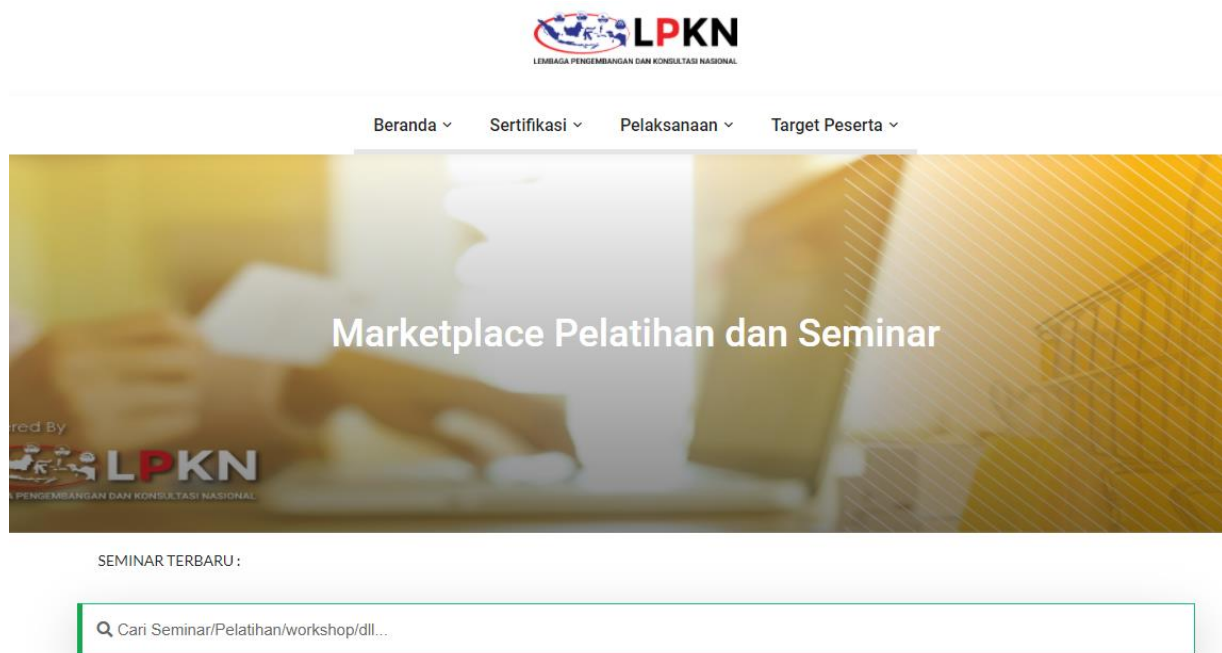 LPKN
LEMBAGA PENGEMBANGAN DAN KONSULTASI NASIONAL
Beranda Sertifikasi Pelaksanaan Target Peserta
Marketplace Pelatihan dan Seminar
ered By
LPKN
PENGEMBANGAN DAN KONSULTASI NASIONAL
SEMINAR TERBARU :
Cari Seminar/Pelatihan/workshop/dll...